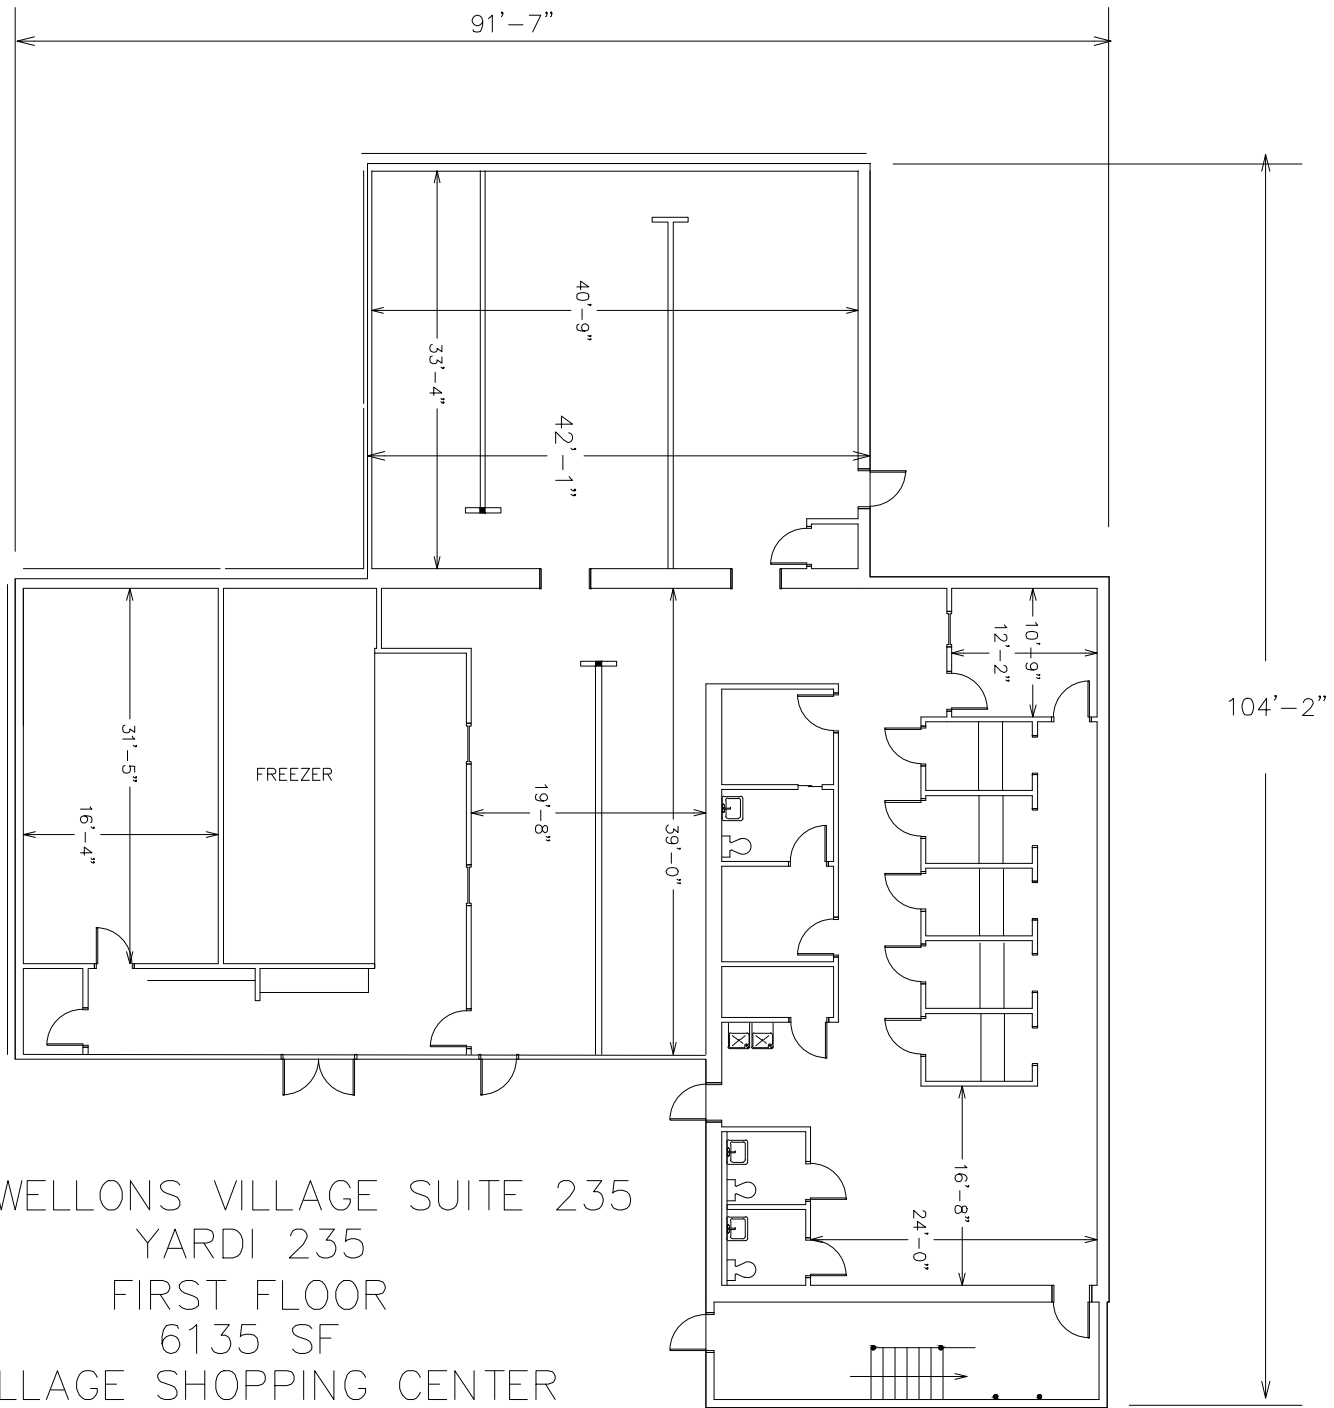 91'-7"
40'-9"
33'-4"
42'-1"
10'-9"
12'-2"
104'-2"
31'-5"
FREEZER
16'-4"
19'-8"
39'-0"
16'-8"
24'-0"
WELLONS VILLAGE SUITE 235
YARDI 235
FIRST FLOOR
6135 SF
LLAGE SHOPPING CENTER